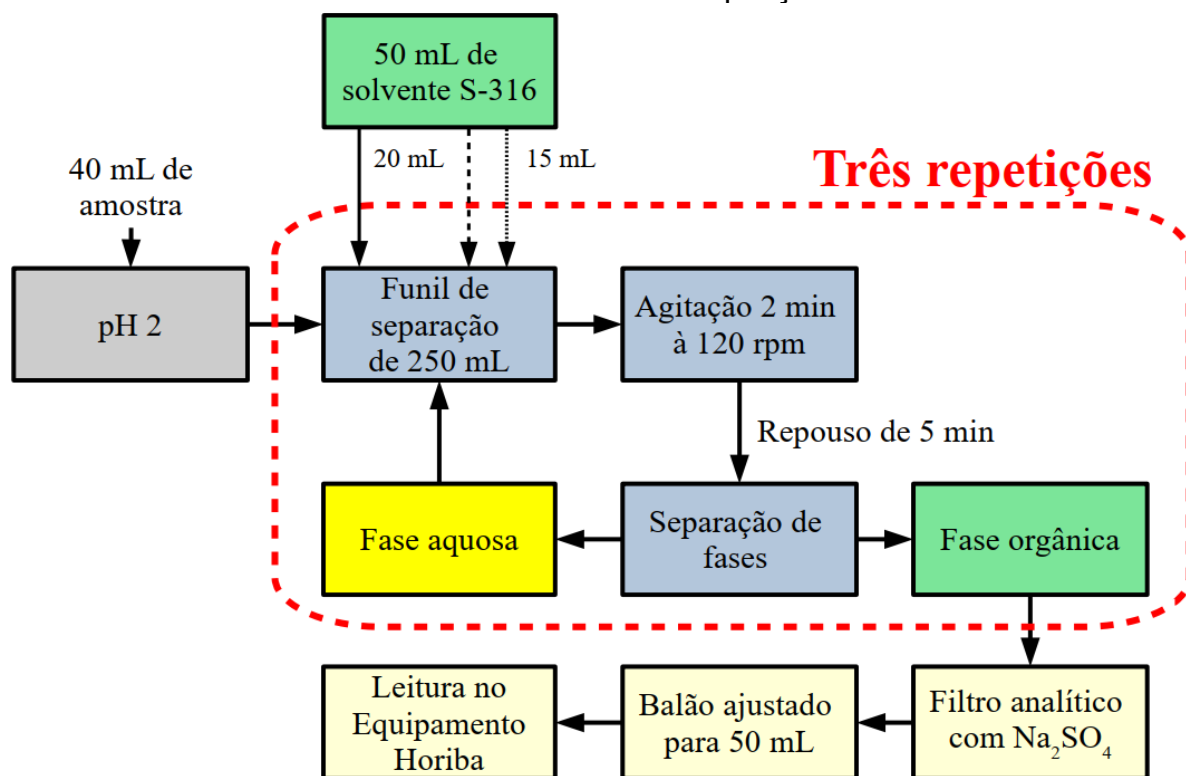 50 mL de
solvente S-316
20 mL
15 mL
Três repetições
40 mL de
amostra
pH 2
Funil de
separação
de 250 mL
Agitação 2 min
à 120 rpm
Repouso de 5 min
Fase aquosa
Separação de
fases
Fase orgânica
Leitura no
Equipamento
Horiba
Balão ajustado
para 50 mL
Filtro analítico
com Na₂SO₄